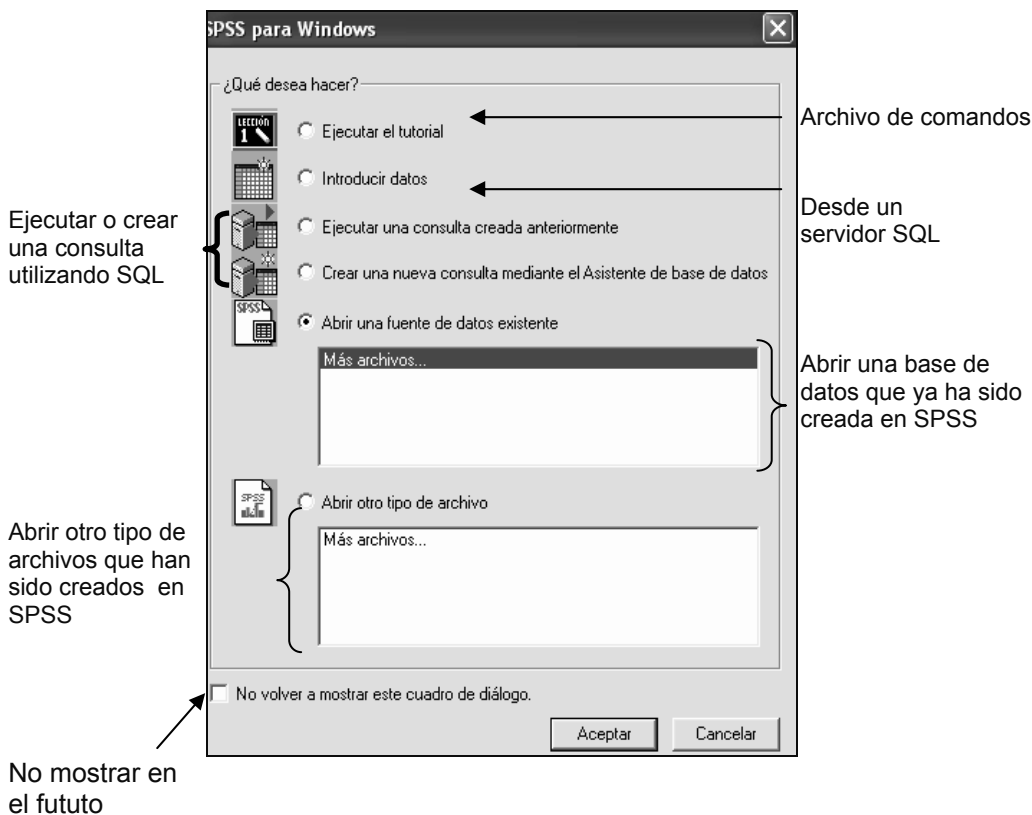 SPSS para Windows
¿Qué desea hacer?
LECCIÓN
1
Ejecutar el tutorial
Archivo de comandos
Introducir datos
Desde un
servidor SQL
Ejecutar o crear
una consulta
utilizando SQL
Ejecutar una consulta creada anteriormente
Crear una nueva consulta mediante el Asistente de base de datos
SPSS
Abrir una fuente de datos existente
Más archivos...
Abrir una base de
datos que ya ha sido
creada en SPSS
SPSS
Abrir otro tipo de archivo
Más archivos...
Abrir otro tipo de
archivos que han
sido creados en
SPSS
No volver a mostrar este cuadro de diálogo.
Aceptar
Cancelar
No mostrar en
el fututo